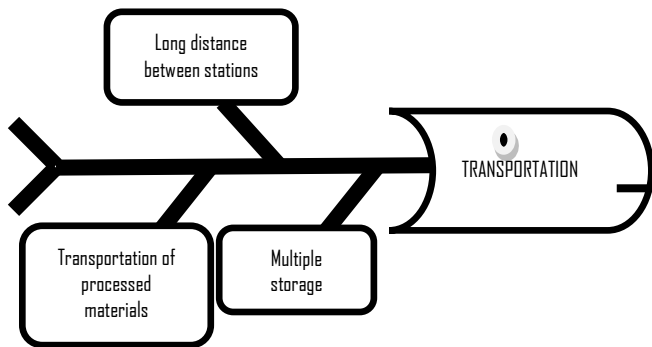 Long distance
between stations
TRANSPORTATION
Transportation of
processed
materials
Multiple
storage